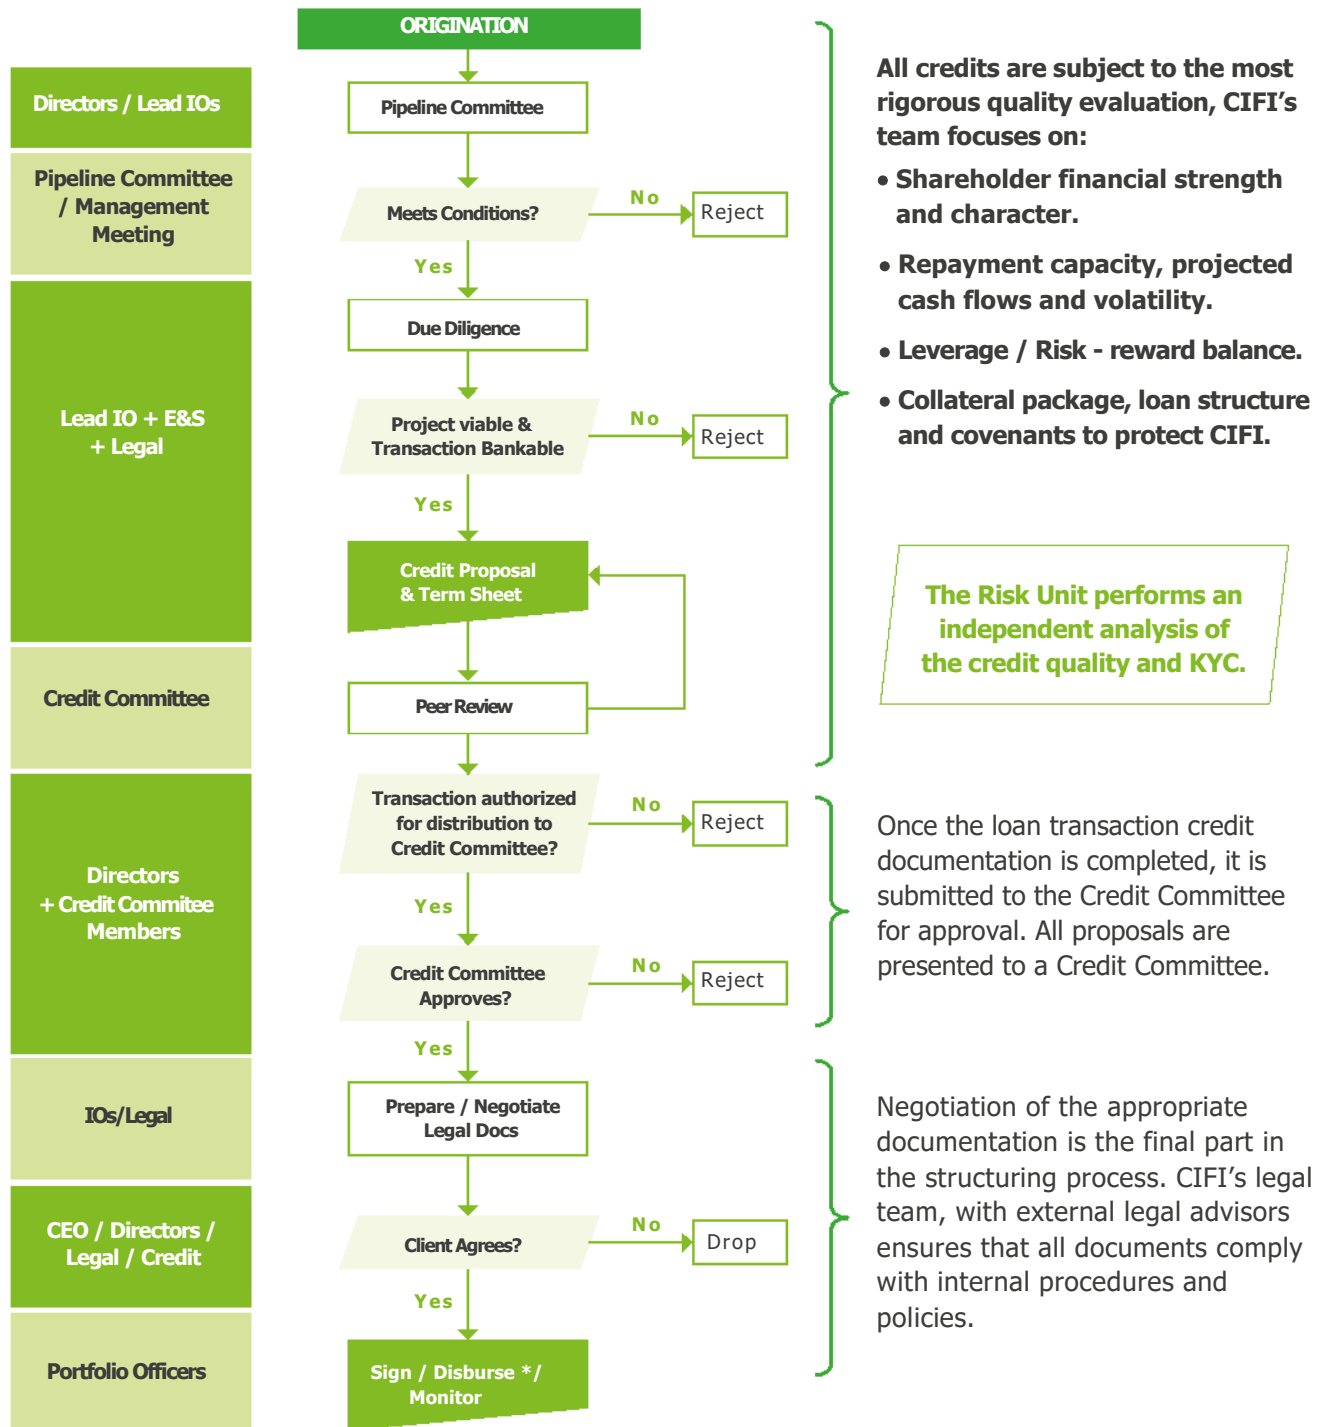 ORIGINATION
Directors / Lead IOs
Pipeline Committee
Pipeline Committee
/ Management
Meeting
Meets Conditions?
No
Reject
Yes
Lead IO + E&S
+ Legal
Due Diligence
Project viable &
Transaction Bankable
No
Reject
Yes
Credit Proposal
& Term Sheet
Credit Committee
Peer Review
Directors
+ Credit Commitee
Members
Transaction authorized
for distribution to
Credit Committee?
No
Reject
Yes
Credit Committee
Approves?
No
Reject
Yes
IOs/Legal
Prepare / Negotiate
Legal Docs
CEO / Directors /
Legal / Credit
Client Agrees?
No
Drop
Yes
Portfolio Officers
Sign / Disburse */
Monitor
All credits are subject to the most
rigorous quality evaluation, CIFI’s
team focuses on:
• Shareholder financial strength
and character.
• Repayment capacity, projected
cash flows and volatility.
• Leverage / Risk - reward balance.
• Collateral package, loan structure
and covenants to protect CIFI.
The Risk Unit performs an
independent analysis of
the credit quality and KYC.
Once the loan transaction credit
documentation is completed, it is
submitted to the Credit Committee
for approval. All proposals are
presented to a Credit Committee.
Negotiation of the appropriate
documentation is the final part in
the structuring process. CIFI’s legal
team, with external legal advisors
ensures that all documents comply
with internal procedures and
policies.